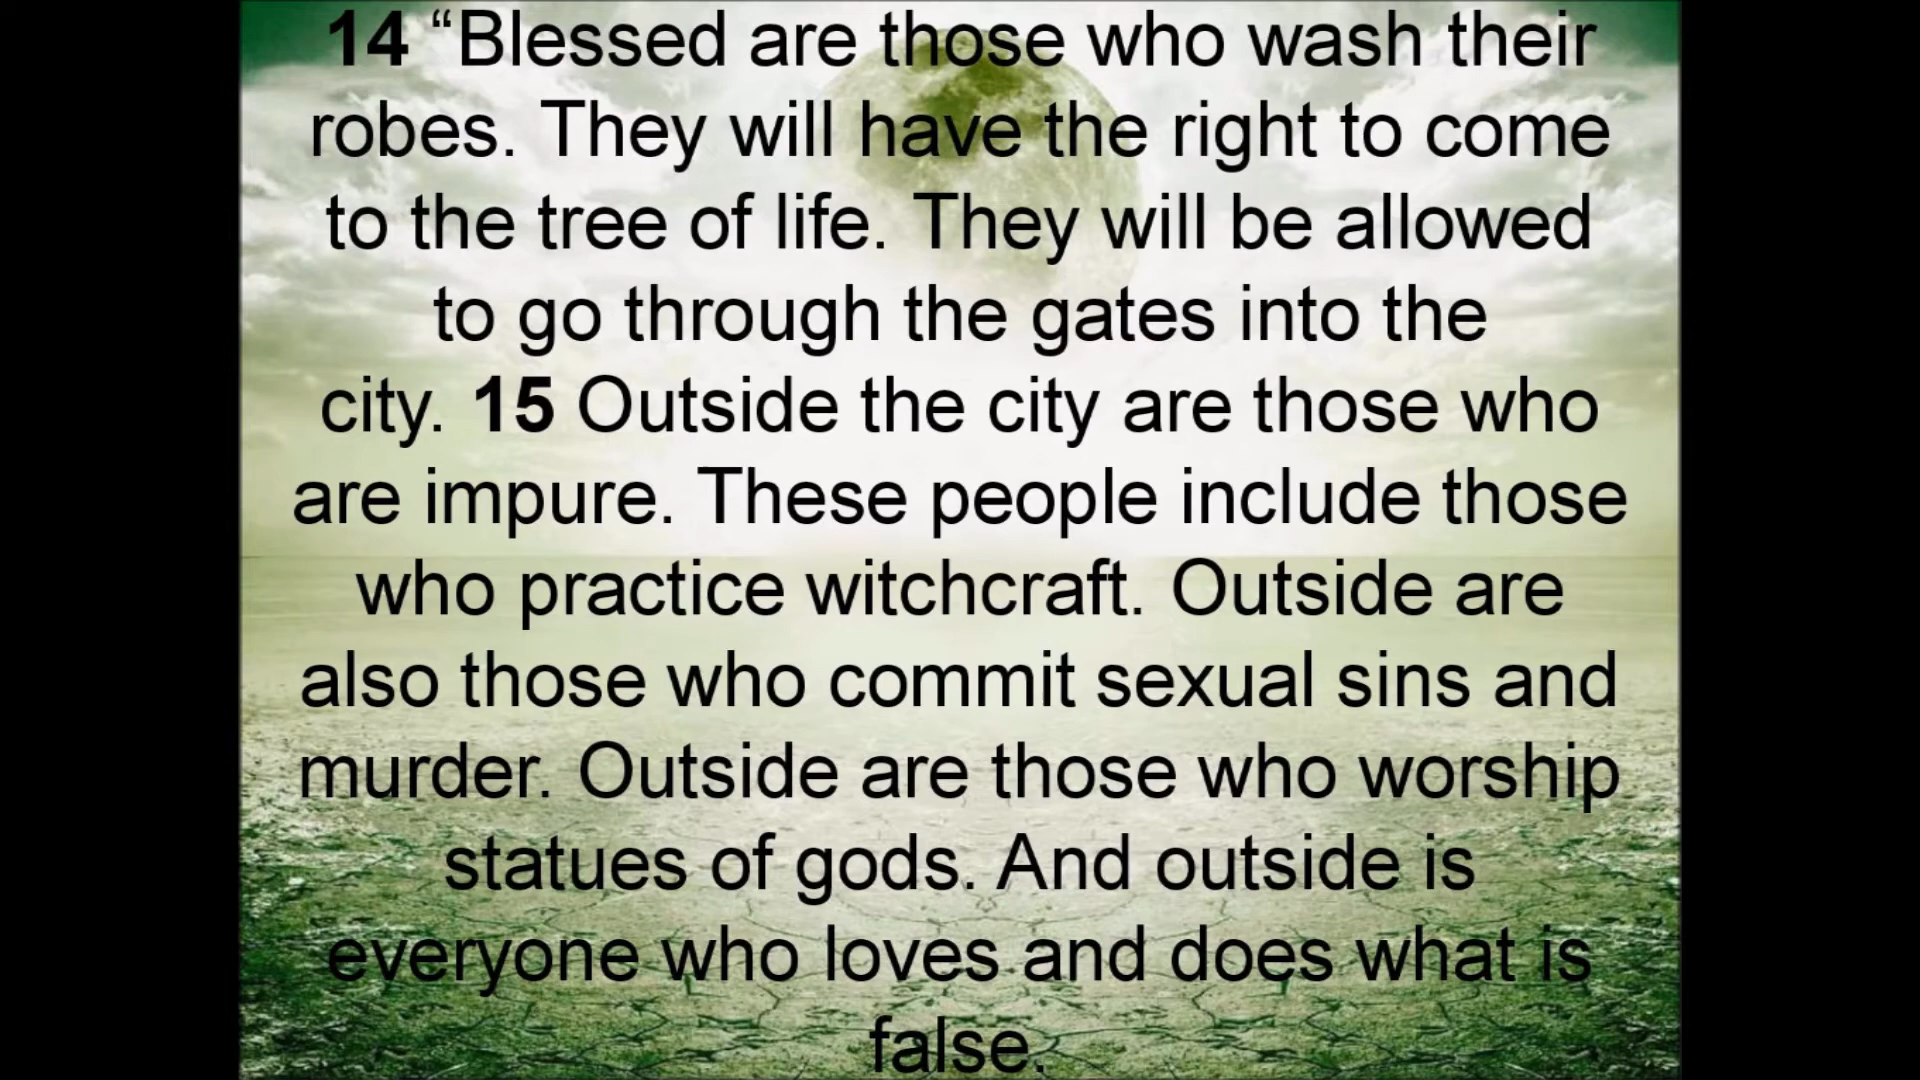 14 “Blessed are those who wash their
robes. They will have the right to come
to the tree of life. They will be allowed
to go through the gates into the
city. 15 Outside the city are those who
are impure. These people include those
who practice witchcraft. Outside are
also those who commit sexual sins and
murder. Outside are those who worship
statues of gods. And outside is
everyone who loves and does what is
false.